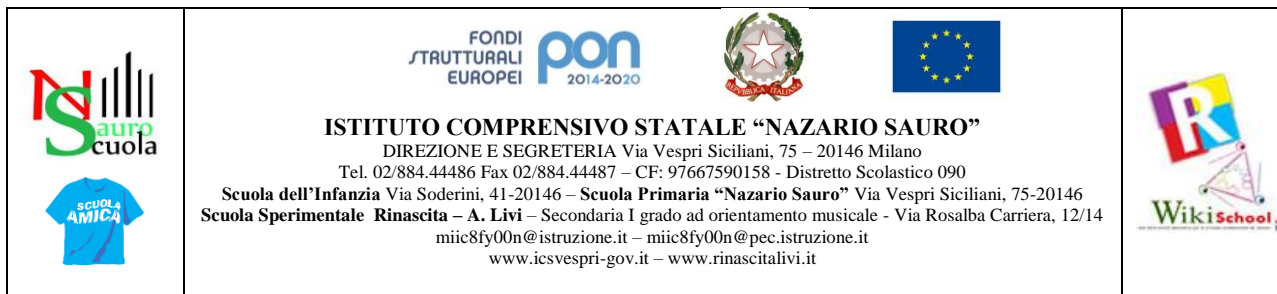 NS
auro
cuola
SCUOLA
AMICA
FONDI
STRUTTURALI
EUROPEI
pon
2014-2020
REPVBBLICA ITALIANA
ISTITUTO COMPRENSIVO STATALE “NAZARIO SAURO”
DIREZIONE E SEGRETERIA Via Vespri Siciliani, 75 – 20146 Milano
Tel. 02/884.44486 Fax 02/884.44487 – CF: 97667590158 - Distretto Scolastico 090
Scuola dell’Infanzia Via Soderini, 41-20146 – Scuola Primaria “Nazario Sauro” Via Vespri Siciliani, 75-20146
Scuola Sperimentale Rinascita – A. Livi – Secondaria I grado ad orientamento musicale - Via Rosalba Carriera, 12/14
miic8fy00n@istruzione.it – miic8fy00n@pec.istruzione.it
www.icsvespri-gov.it – www.rinascitalivi.it
R
WikiSchool